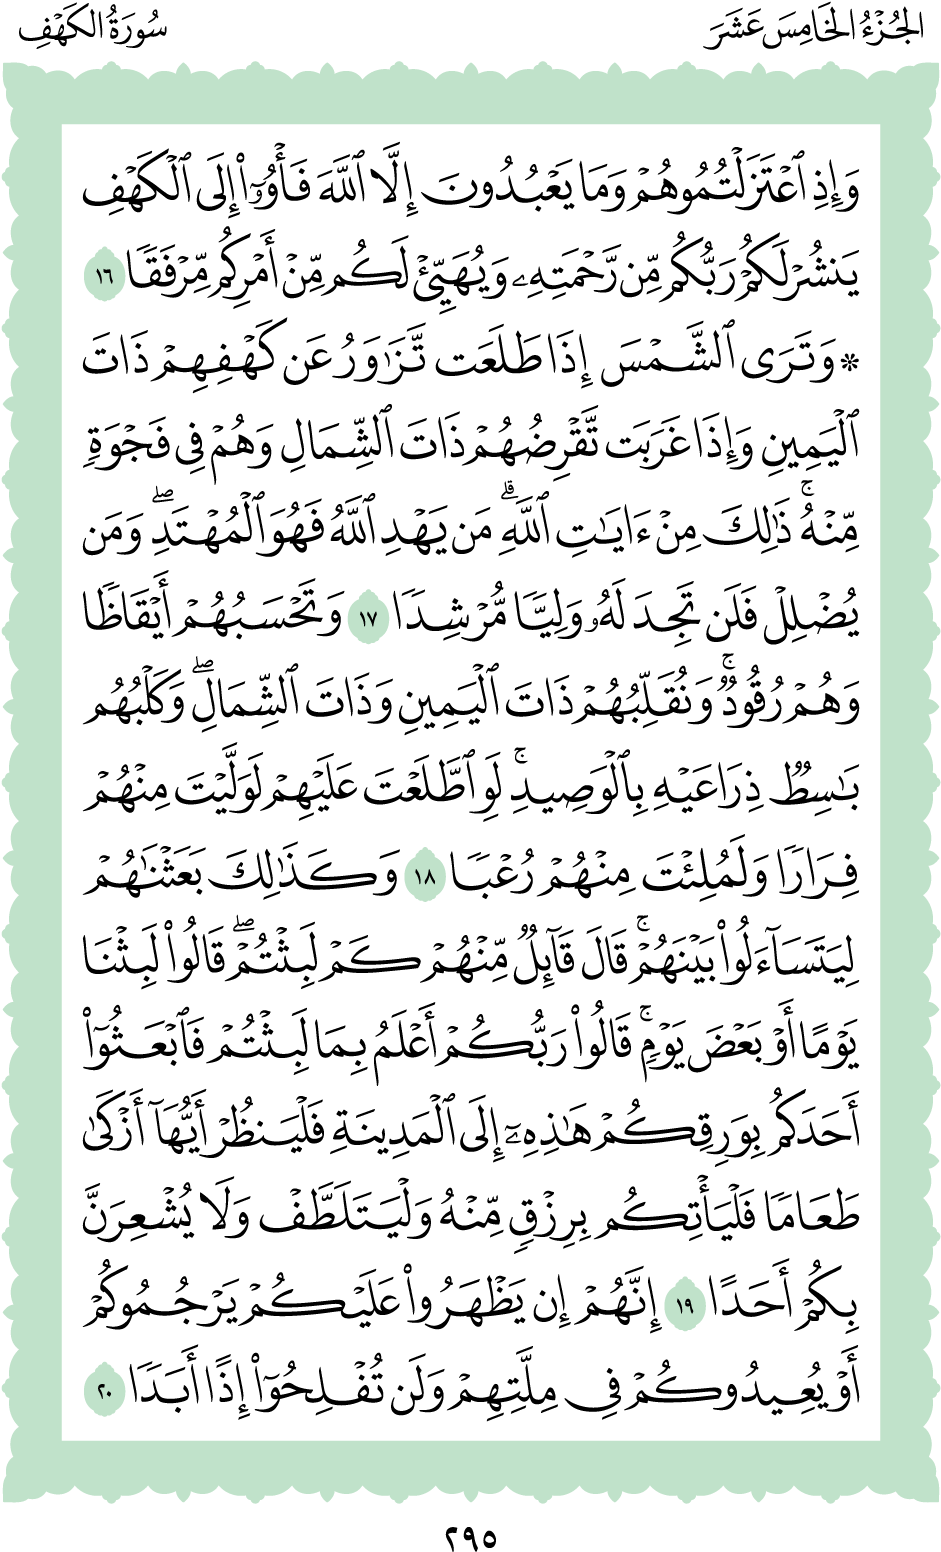 الجُزْءُ الخَامِسَ عَشَرَ
سُورَةُ الكَهْفِ
وَإِذِ ٱعْتَزَلْتُمُوهُمْ وَمَا يَعْبُدُونَ إِلَّا ٱللَّهَ فَأْوُۥٓاْ إِلَى ٱلْكَهْفِ
يَنشُرْ لَكُمْ رَبُّكُم مِّن رَّحْمَتِهِۦ وَيُهَيِّئْ لَكُم مِّنْ أَمْرِكُم مِّرْفَقٗا ١٦
* وَتَرَى ٱلشَّمْسَ إِذَا طَلَعَت تَّزَٰوَرُ عَن كَهْفِهِمْ ذَاتَ
ٱلْيَمِينِ وَإِذَا غَرَبَت تَّقْرِضُهُمْ ذَاتَ ٱلشِّمَالِ وَهُمْ فِي فَجْوَةٖ
مِّنْهُۚ ذَٰلِكَ مِنْ ءَايَٰتِ ٱللَّهِۗ مَن يَهْدِ ٱللَّهُ فَهُوَ ٱلْمُهْتَدِۖ وَمَن
يُضْلِلْ فَلَن تَجِدَ لَهُۥ وَلِيّٗا مُّرْشِدٗا ١٧ وَتَحْسَبُهُمْ أَيْقَاظٗا
وَهُمْ رُقُودٞۚ وَنُقَلِّبُهُمْ ذَاتَ ٱلْيَمِينِ وَذَاتَ ٱلشِّمَالِۖ وَكَلْبُهُم
بَٰسِطٞ ذِرَاعَيْهِ بِٱلْوَصِيدِۚ لَوِ ٱطَّلَعْتَ عَلَيْهِمْ لَوَلَّيْتَ مِنْهُمْ
فِرَارٗا وَلَمُلِئْتَ مِنْهُمْ رُعْبٗا ١٨ وَكَذَٰلِكَ بَعَثْنَٰهُمْ
لِيَتَسَآءَلُواْ بَيْنَهُمْۚ قَالَ قَآئِلٞ مِّنْهُمْ كَمْ لَبِثْتُمْۖ قَالُواْ لَبِثْنَا
يَوْمًا أَوْ بَعْضَ يَوْمٖۚ قَالُواْ رَبُّكُمْ أَعْلَمُ بِمَا لَبِثْتُمْ فَٱبْعَثُوٓاْ
أَحَدَكُم بِوَرِقِكُمْ هَٰذِهِۦٓ إِلَى ٱلْمَدِينَةِ فَلْيَنظُرْ أَيُّهَآ أَزْكَىٰ
طَعَامٗا فَلْيَأْتِكُم بِرِزْقٖ مِّنْهُ وَلْيَتَلَطَّفْ وَلَا يُشْعِرَنَّ
بِكُمْ أَحَدًا ١٩ إِنَّهُمْ إِن يَظْهَرُواْ عَلَيْكُمْ يَرْجُمُوكُمْ
أَوْ يُعِيدُوكُمْ فِي مِلَّتِهِمْ وَلَن تُفْلِحُوٓاْ إِذًا أَبَدٗا ٢٠
٢٩٥